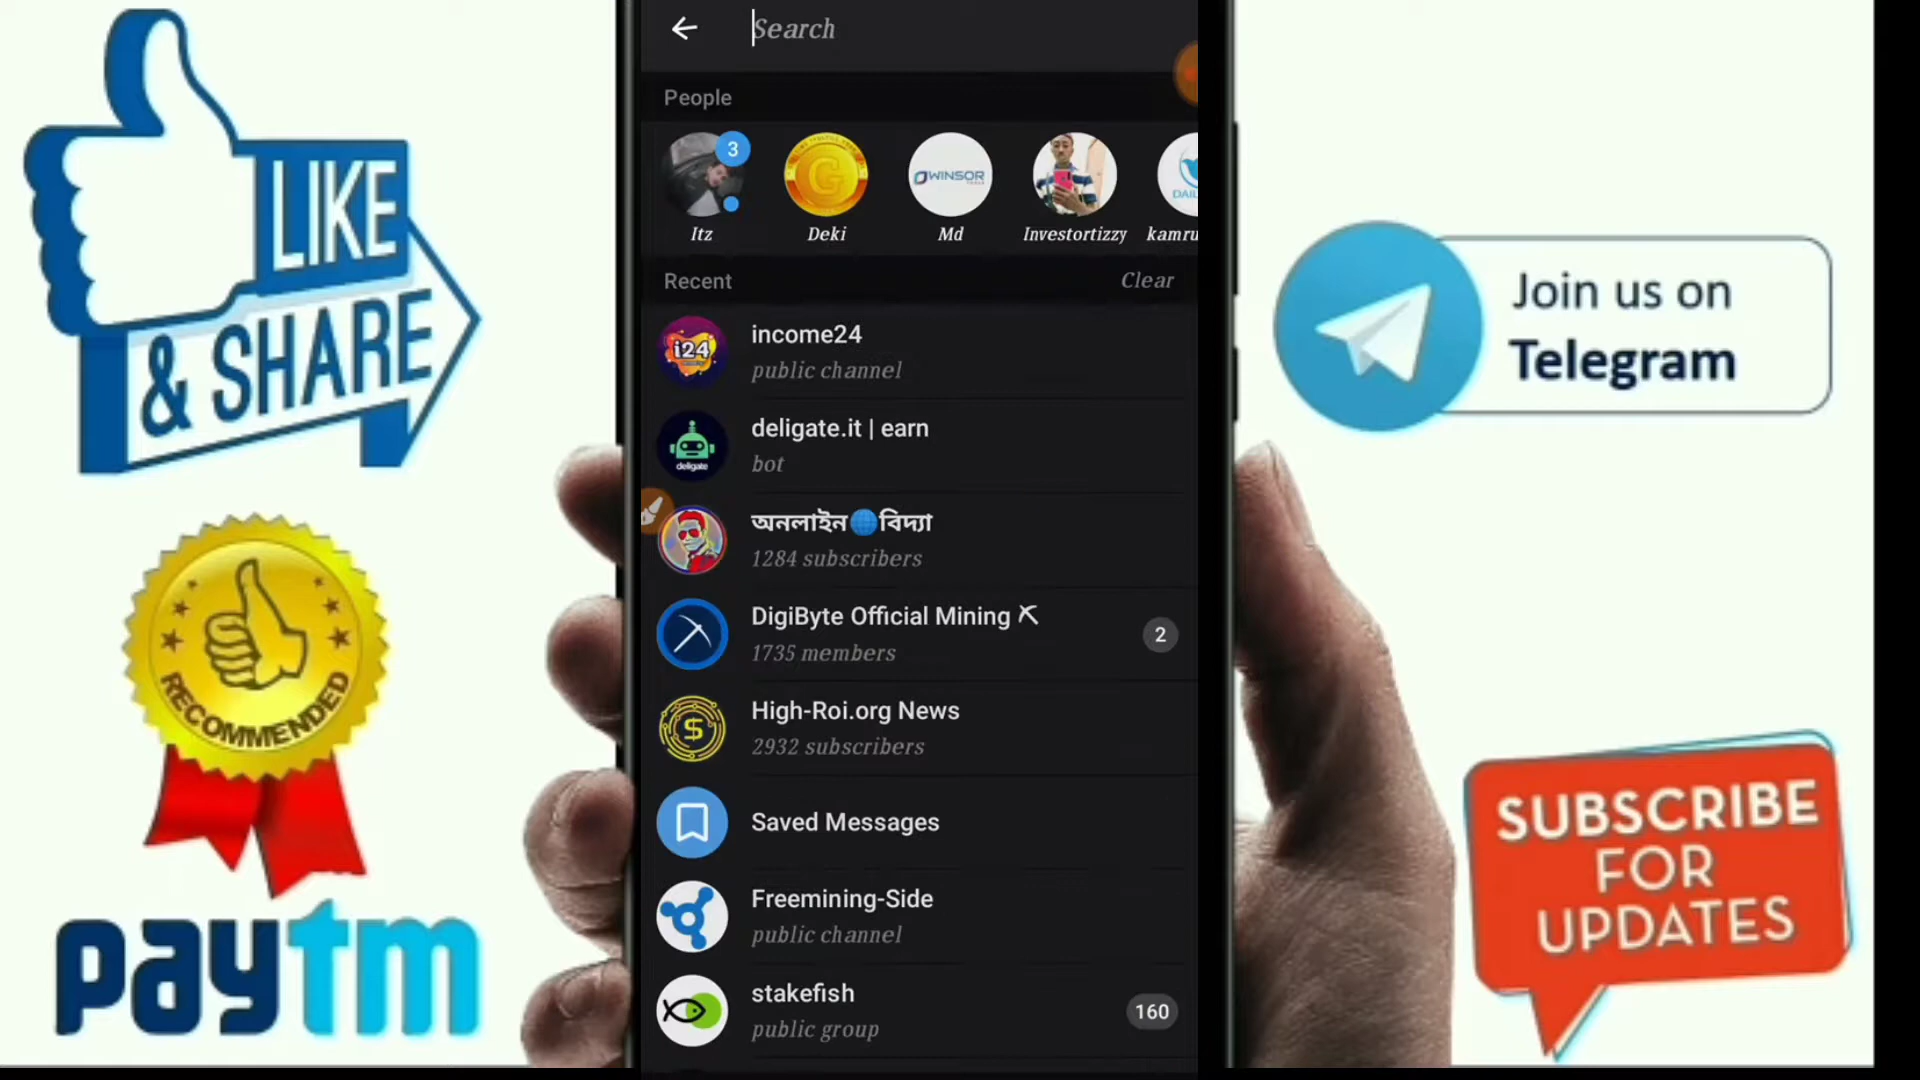 LIKE
& SHARE
RECOMMENDED
paytm
Search
People
3
G
WINSOR
Itz
Deki
Md
Investortizzy
kamru
Recent
Clear
i24
income24
public channel
deligate
deligate.it | earn
bot
অনলাইন🌐বিদ্যা
1284 subscribers
DigiByte Official Mining ⛏
1735 members
2
$
High-Roi.org News
2932 subscribers
Saved Messages
Freemining-Side
public channel
stakefish
public group
160
Join us on
Telegram
SUBSCRIBE
FOR
UPDATES